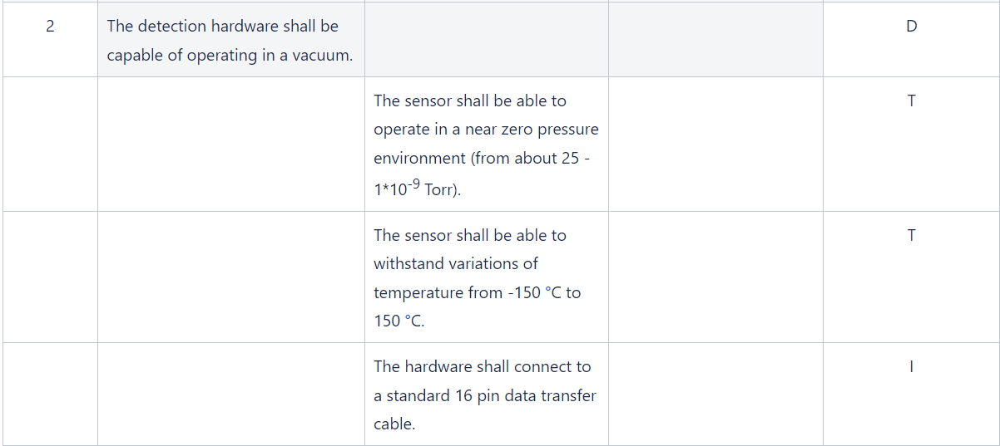 2
The detection hardware shall be
capable of operating in a vacuum.
D
The sensor shall be able to
operate in a near zero pressure
environment (from about 25 -
1*10⁻⁹ Torr).
T
The sensor shall be able to
withstand variations of
temperature from -150 °C to
150 °C.
T
The hardware shall connect to
a standard 16 pin data transfer
cable.
I